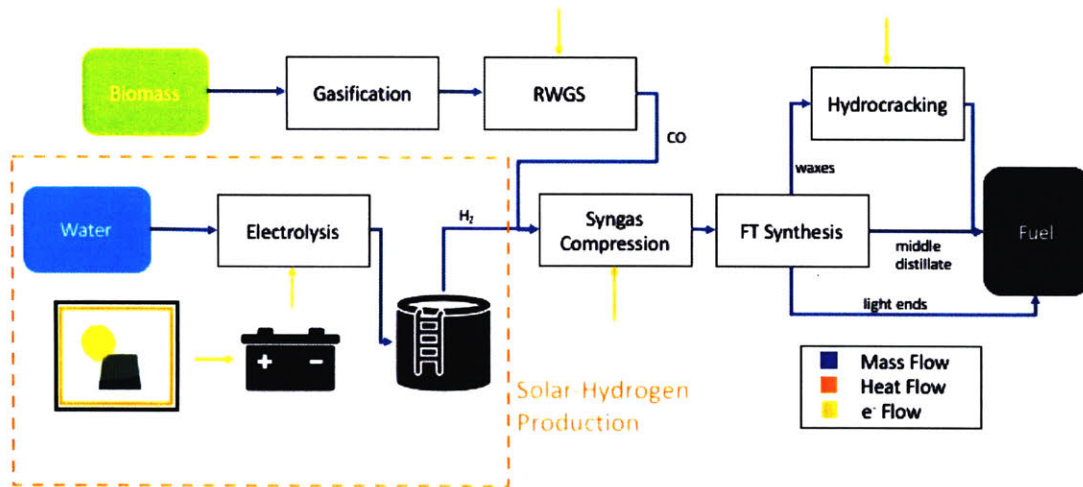 Biomass
Gasification
RWGS
Hydrocracking
CO
waxes
Water
Electrolysis
H₂
Syngas
Compression
FT Synthesis
middle
distillate
Fuel
light ends
+ −
Solar-Hydrogen
Production
Mass Flow
Heat Flow
e⁻ Flow